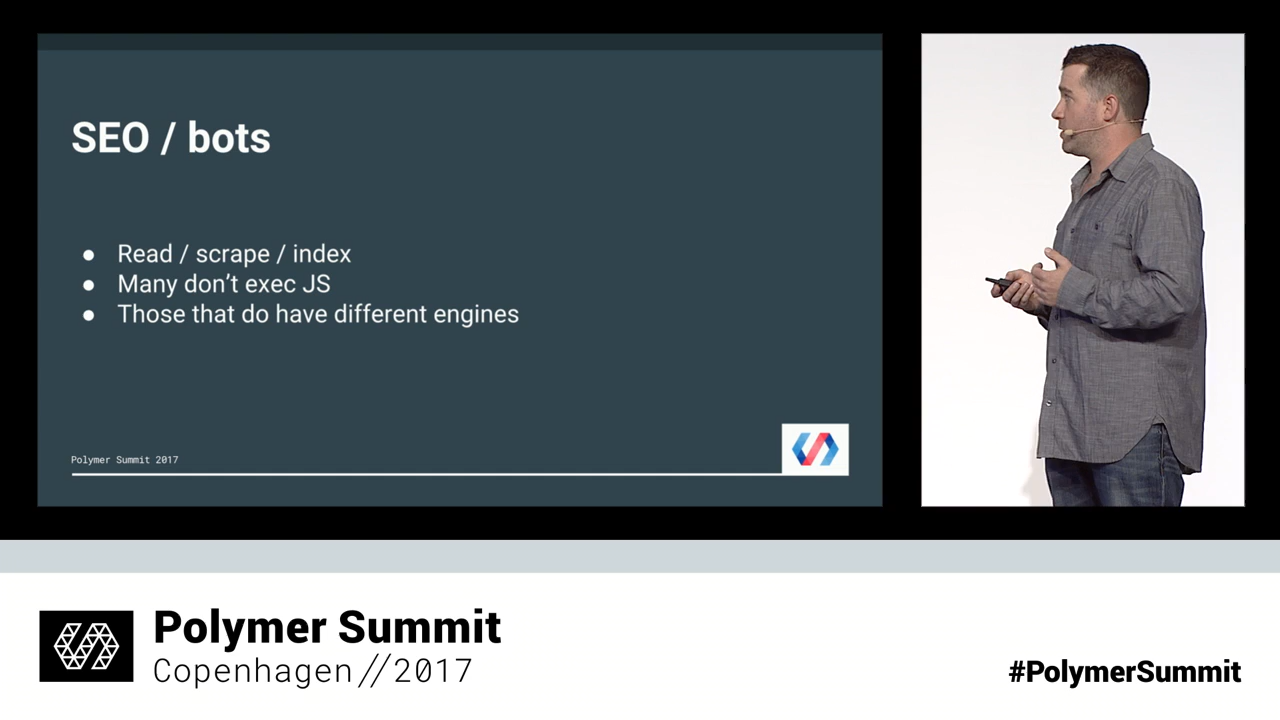 SEO / bots
● Read / scrape / index
● Many don’t exec JS
● Those that do have different engines
Polymer Summit 2017
Polymer Summit
Copenhagen//2017
#PolymerSummit